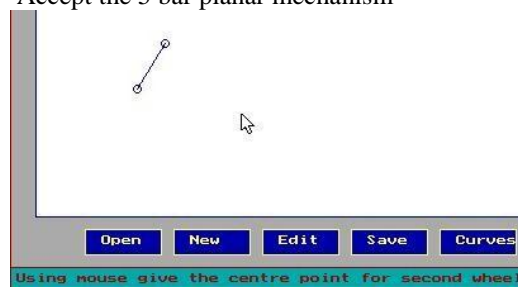 Accept the 5 bar planar mechanism
Open New Edit Save Curves
Using mouse give the centre point for second wheel